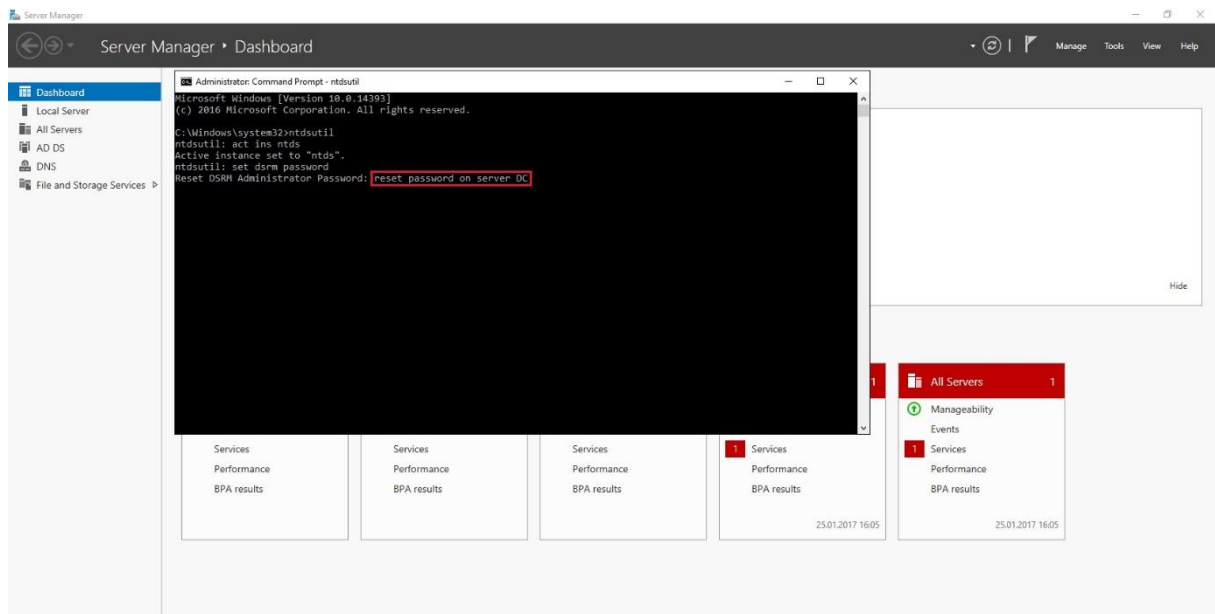 Server Manager
Server Manager • Dashboard
Manage Tools View Help
Dashboard
Local Server
All Servers
AD DS
DNS
File and Storage Services
Administrator: Command Prompt - ntdsutil
Microsoft Windows [Version 10.0.14393]
(c) 2016 Microsoft Corporation. All rights reserved.
C:\Windows\system32>ntdsutil
ntdsutil: act ins ntds
Active instance set to "ntds".
ntdsutil: set dsrm password
Reset DSRM Administrator Password: reset password on server DC
Hide
1
All Servers 1
Manageability
Events
Services
Performance
BPA results
Services
Performance
BPA results
Services
Performance
BPA results
1 Services
Performance
BPA results
25.01.2017 16:05
1 Services
Performance
BPA results
25.01.2017 16:05